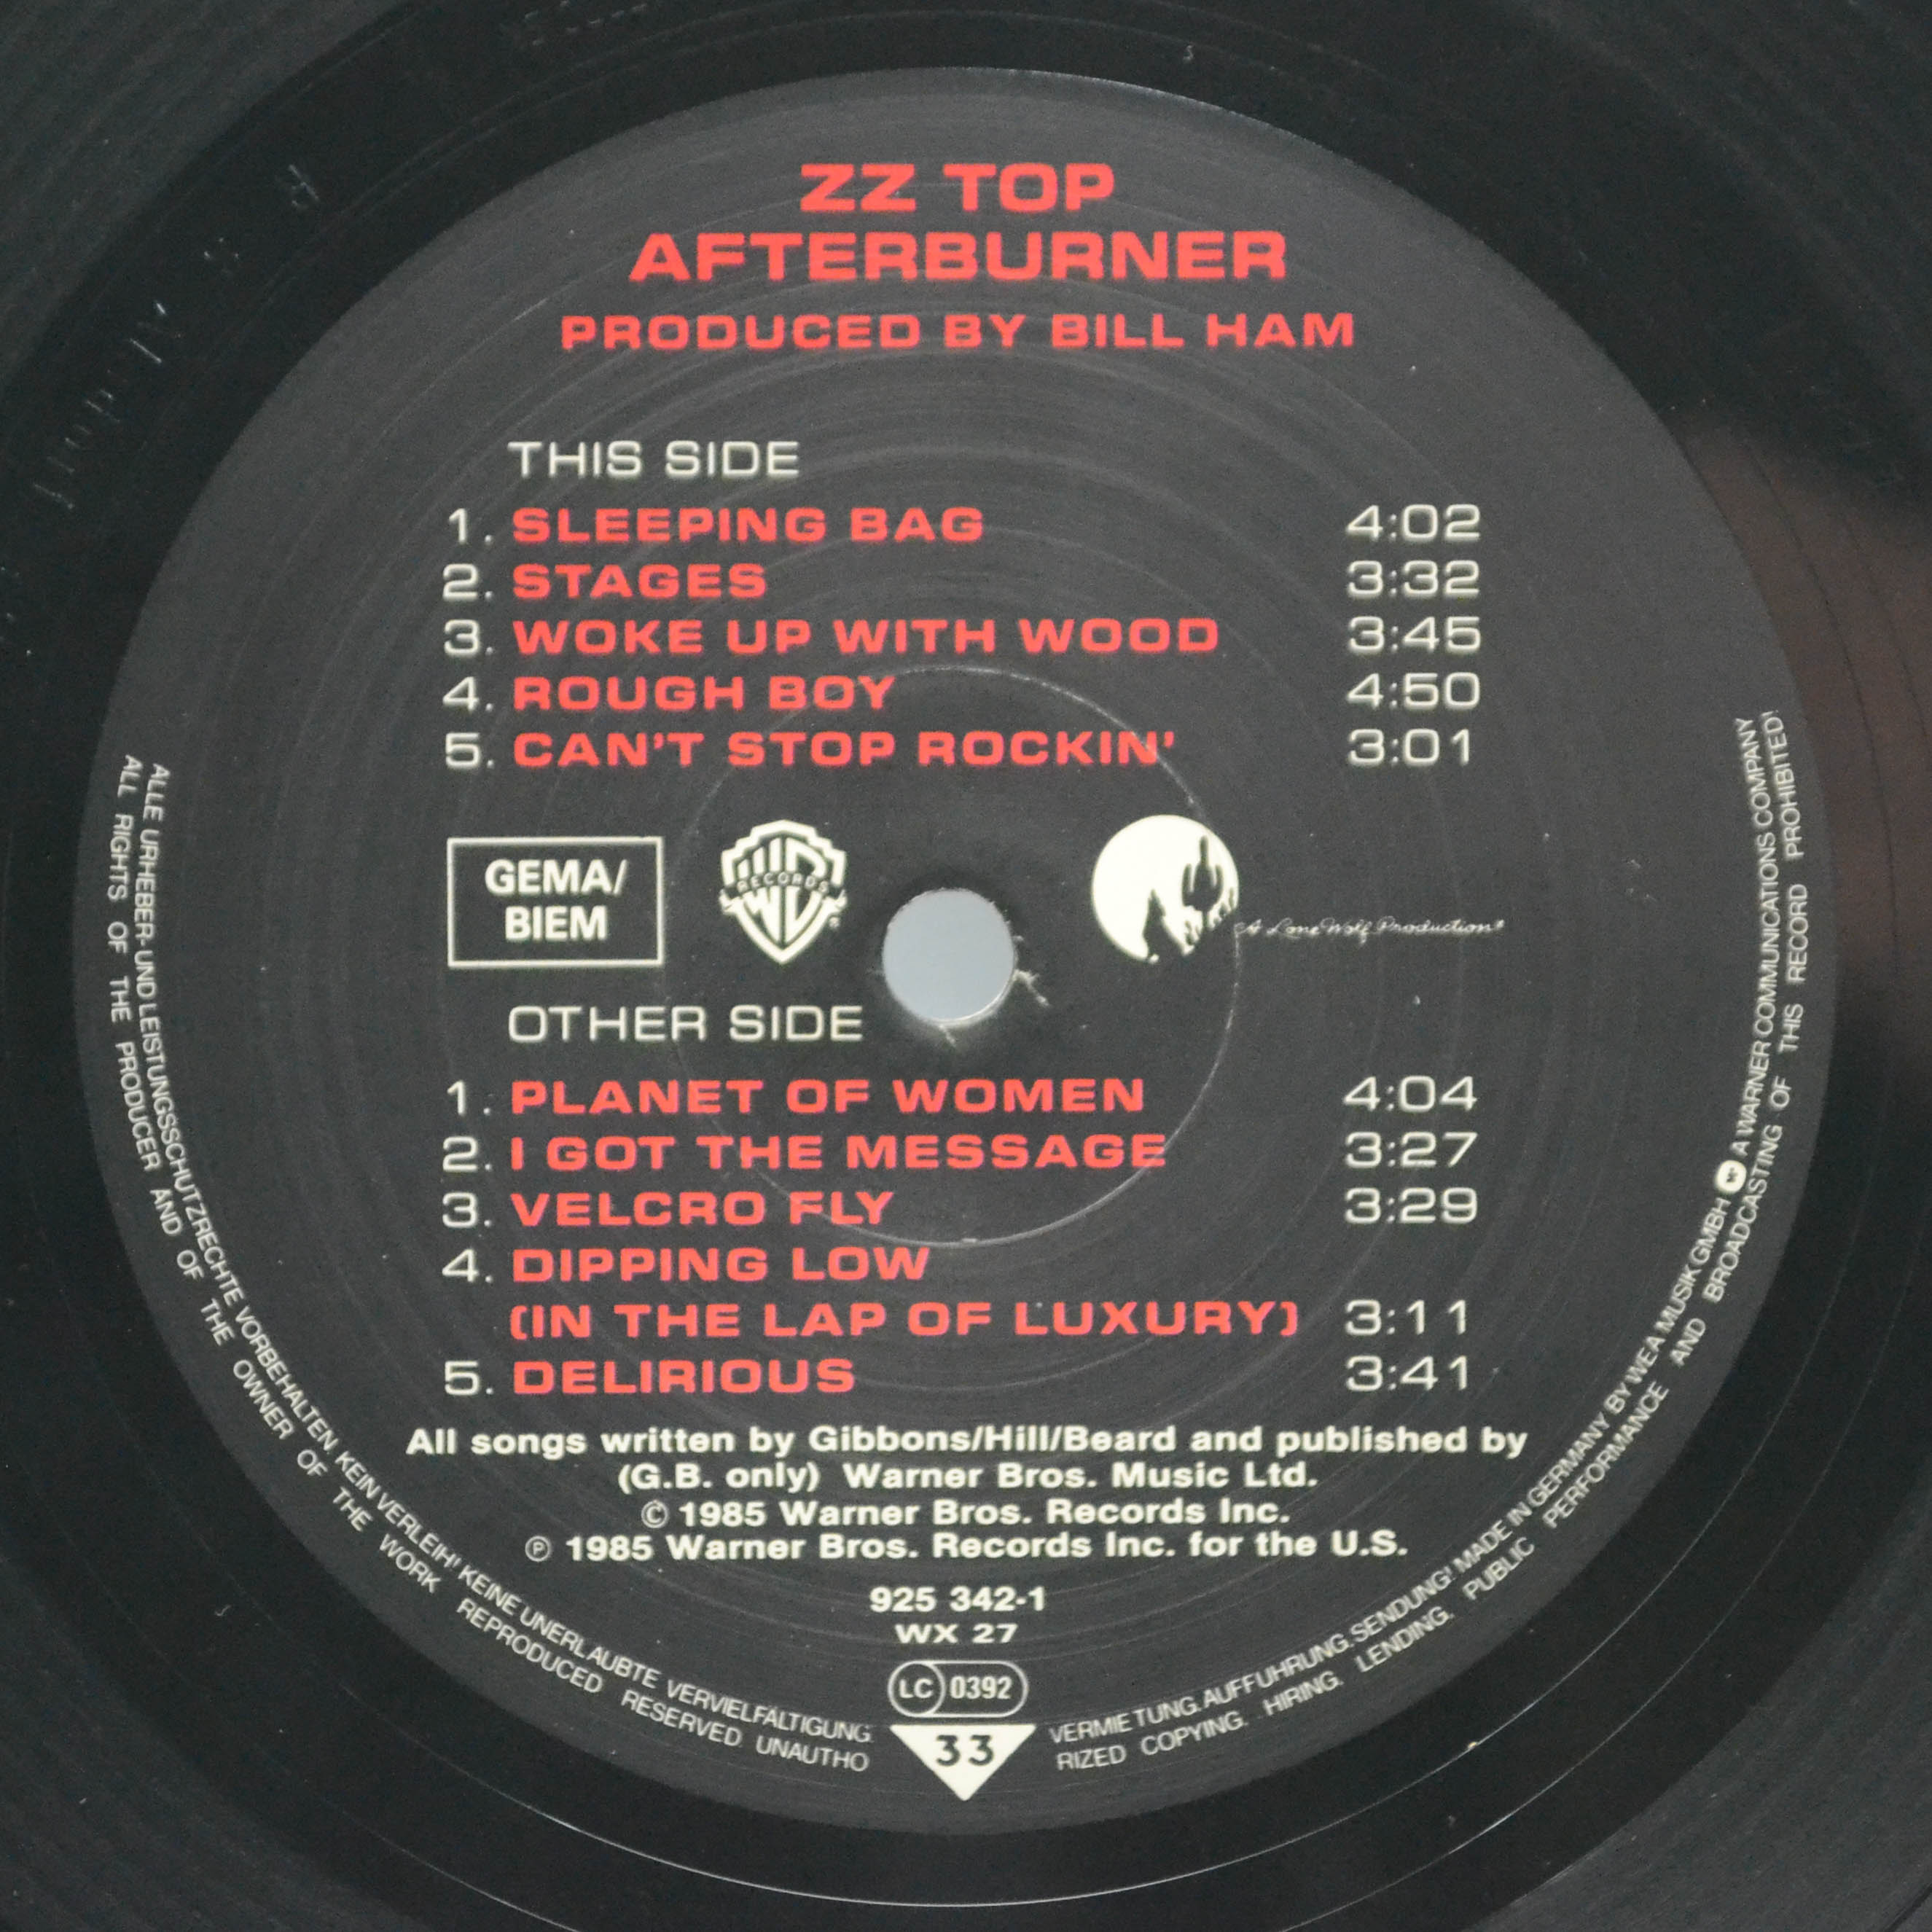 ZZ TOP
AFTERBURNER
PRODUCED BY BILL HAM
THIS SIDE
1. SLEEPING BAG 4:02
2. STAGES 3:32
3. WOKE UP WITH WOOD 3:45
4. ROUGH BOY 4:50
5. CAN'T STOP ROCKIN' 3:01
GEMA/
BIEM
RECORDS
A Lone Wolf Production
OTHER SIDE
1. PLANET OF WOMEN 4:04
2. I GOT THE MESSAGE 3:27
3. VELCRO FLY 3:29
4. DIPPING LOW
(IN THE LAP OF LUXURY) 3:11
5. DELIRIOUS 3:41
All songs written by Gibbons/Hill/Beard and published by
(G.B. only) Warner Bros. Music Ltd.
© 1985 Warner Bros. Records Inc.
℗ 1985 Warner Bros. Records Inc. for the U.S.
925 342-1
WX 27
LC 0392
33
ALLE URHEBER- UND LEISTUNGSSCHUTZRECHTE VORBEHALTEN KEIN VERLEIH! KEINE UNERLAUBTE VERVIELFÄLTIGUNG. VERMIETUNG. AUFFUHRUNG. SENDUNG! MADE IN GERMANY BY WEA MUSIK GMBH A WARNER COMMUNICATIONS COMPANY
ALL RIGHTS OF THE PRODUCER AND OF THE OWNER OF THE WORK REPRODUCED RESERVED UNAUTHORIZED COPYING. HIRING. LENDING. PUBLIC PERFORMANCE AND BROADCASTING OF THIS RECORD PROHIBITED!